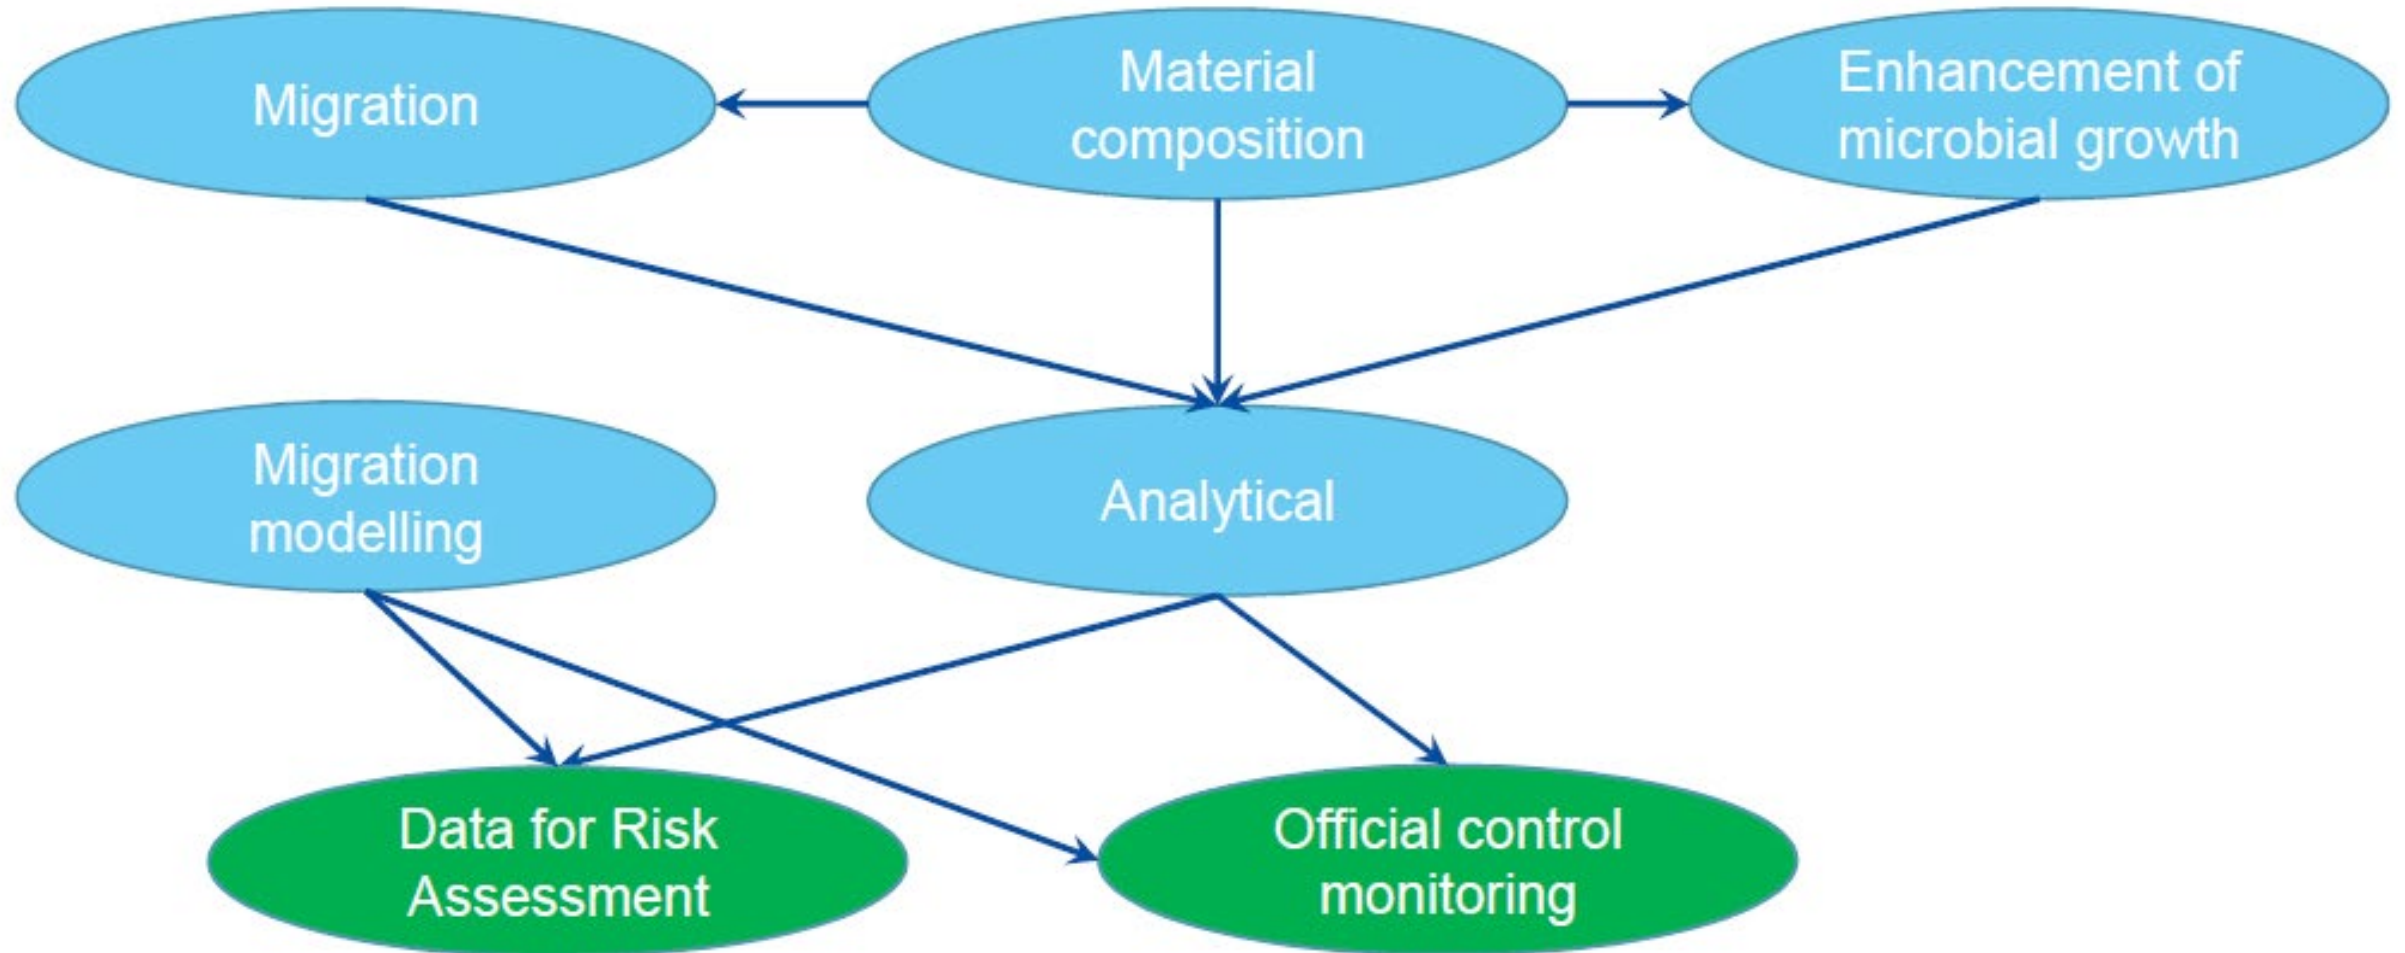 Migration
Material
composition
Enhancement of
microbial growth
Migration
modelling
Analytical
Data for Risk
Assessment
Official control
monitoring